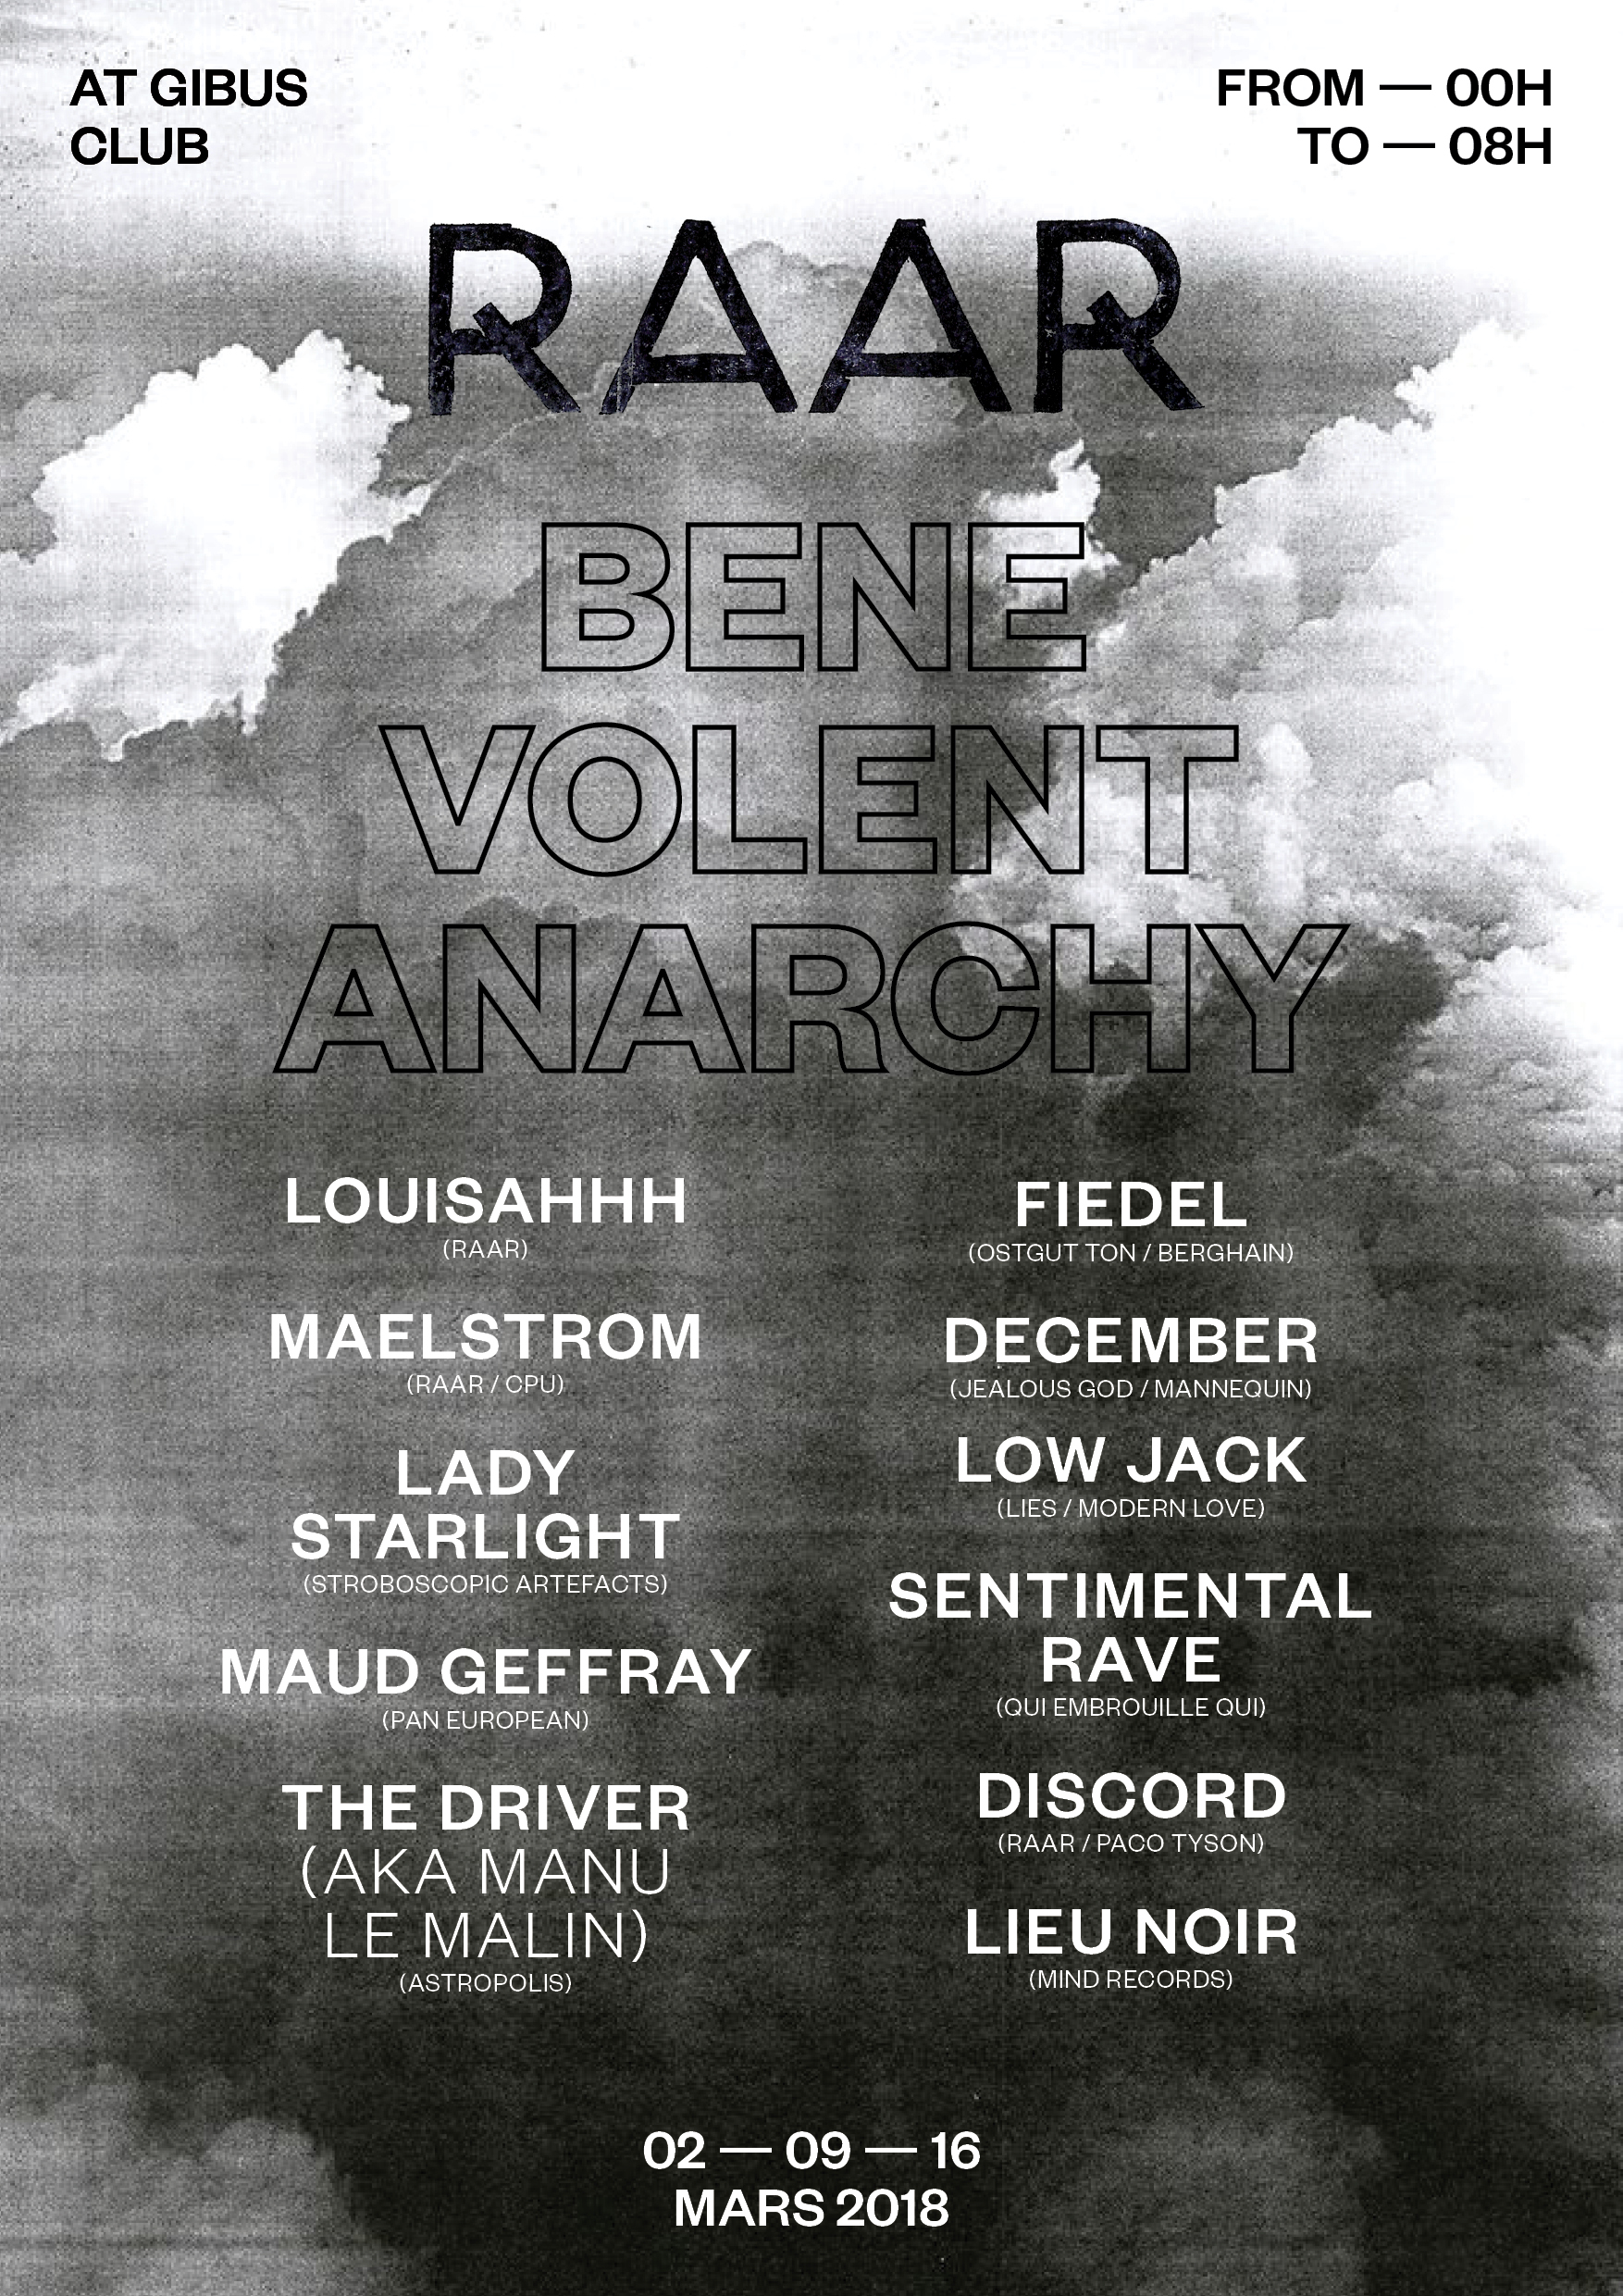 AT GIBUS
CLUB
FROM — 00H
TO — 08H
RAAR
BENE
VOLENT
ANARCHY
LOUISAHHH
(RAAR)
MAELSTROM
(RAAR / CPU)
LADY
STARLIGHT
(STROBOSCOPIC ARTEFACTS)
MAUD GEFFRAY
(PAN EUROPEAN)
THE DRIVER
(AKA MANU
LE MALIN)
(ASTROPOLIS)
FIEDEL
(OSTGUT TON / BERGHAIN)
DECEMBER
(JEALOUS GOD / MANNEQUIN)
LOW JACK
(LIES / MODERN LOVE)
SENTIMENTAL
RAVE
(QUI EMBROUILLE QUI)
DISCORD
(RAAR / PACO TYSON)
LIEU NOIR
(MIND RECORDS)
02 — 09 — 16
MARS 2018